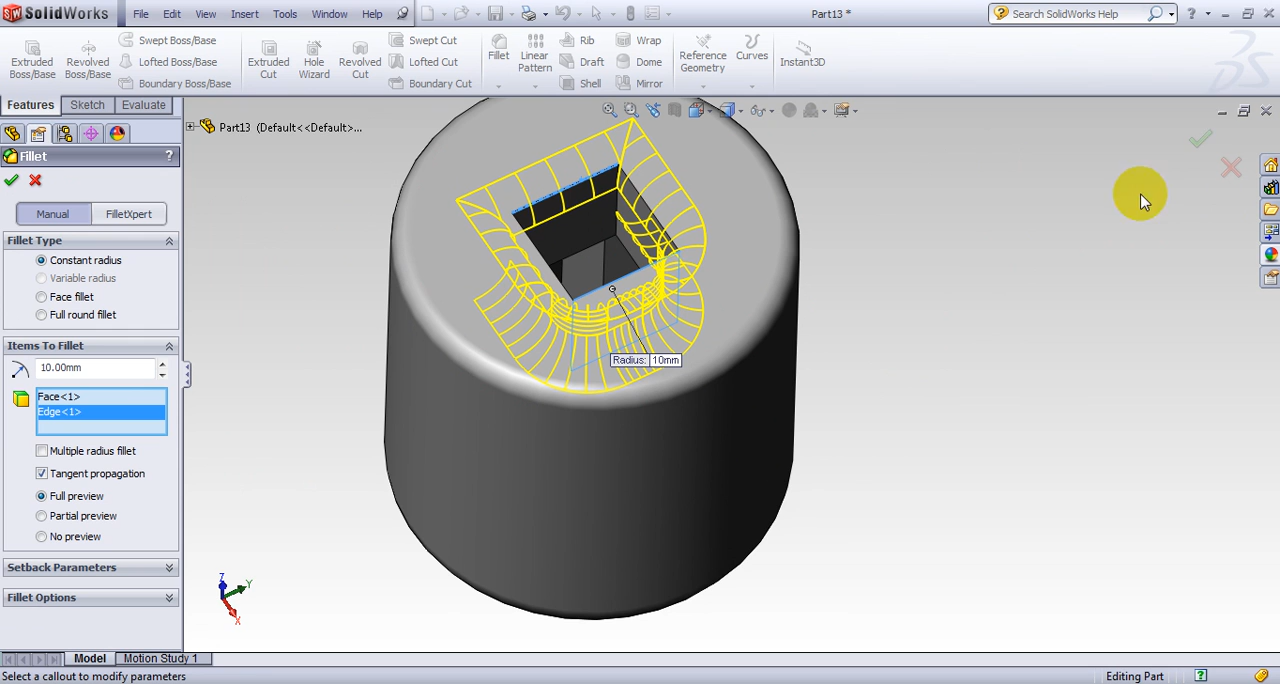 SolidWorks File Edit View Insert Tools Window Help Part13 * Search SolidWorks Help
Extruded Boss/Base
Revolved Boss/Base
Swept Boss/Base
Lofted Boss/Base
Boundary Boss/Base
Extruded Cut
Hole Wizard
Revolved Cut
Swept Cut
Lofted Cut
Boundary Cut
Fillet
Linear Pattern
Rib
Draft
Shell
Wrap
Dome
Mirror
Reference Geometry
Curves
Instant3D
Features Sketch Evaluate
Part13 (Default<<Default>...
Fillet ?
Manual FilletXpert
Fillet Type
Constant radius
Variable radius
Face fillet
Full round fillet
Items To Fillet
10.00mm
Face<1>
Edge<1>
Multiple radius fillet
Tangent propagation
Full preview
Partial preview
No preview
Setback Parameters
Fillet Options
Radius: 10mm
Z
Y
X
Model Motion Study 1
Select a callout to modify parameters Editing Part